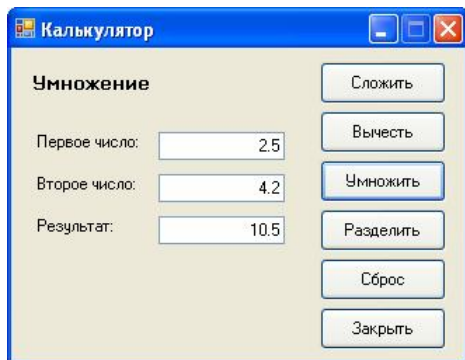 Калькулятор
Умножение
Первое число: 2.5
Второе число: 4.2
Результат: 10.5
Сложить
Вычесть
Умножить
Разделить
Сброс
Закрыть